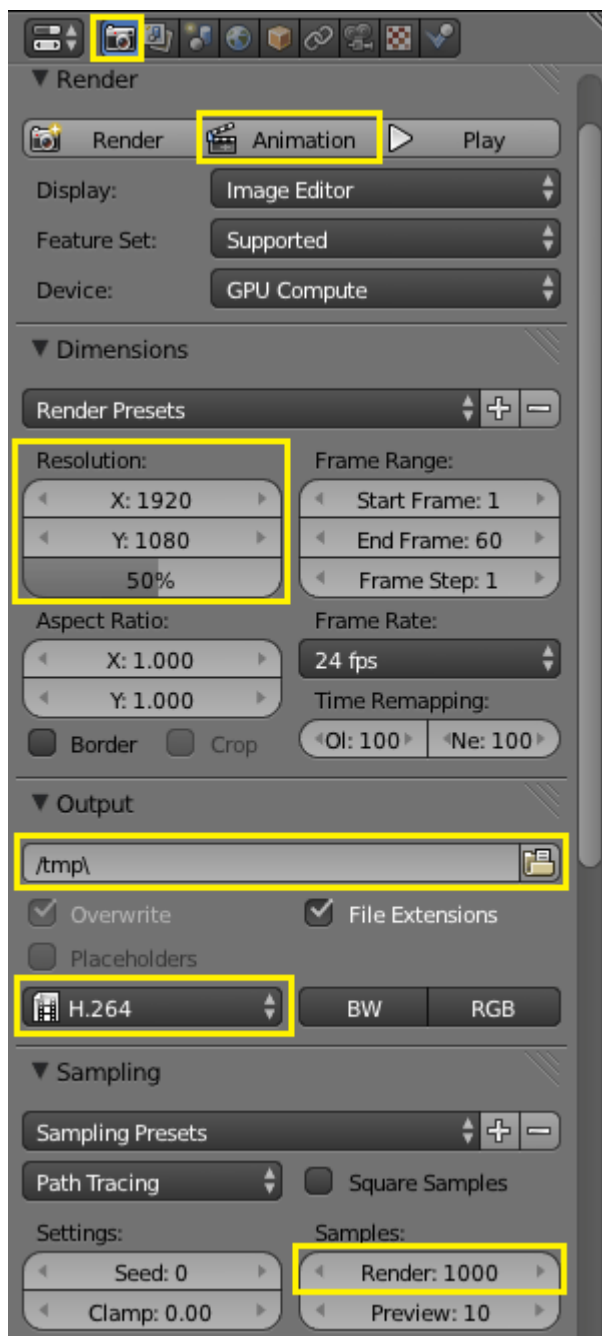 Render
Render Animation Play
Display: Image Editor
Feature Set: Supported
Device: GPU Compute
Dimensions
Render Presets
Resolution: Frame Range:
X: 1920 Start Frame: 1
Y: 1080 End Frame: 60
50% Frame Step: 1
Aspect Ratio: Frame Rate:
X: 1.000 24 fps
Y: 1.000 Time Remapping:
Border Crop Ol: 100 Ne: 100
Output
/tmp\
Overwrite File Extensions
Placeholders
H.264 BW RGB
Sampling
Sampling Presets
Path Tracing Square Samples
Settings: Samples:
Seed: 0 Render: 1000
Clamp: 0.00 Preview: 10